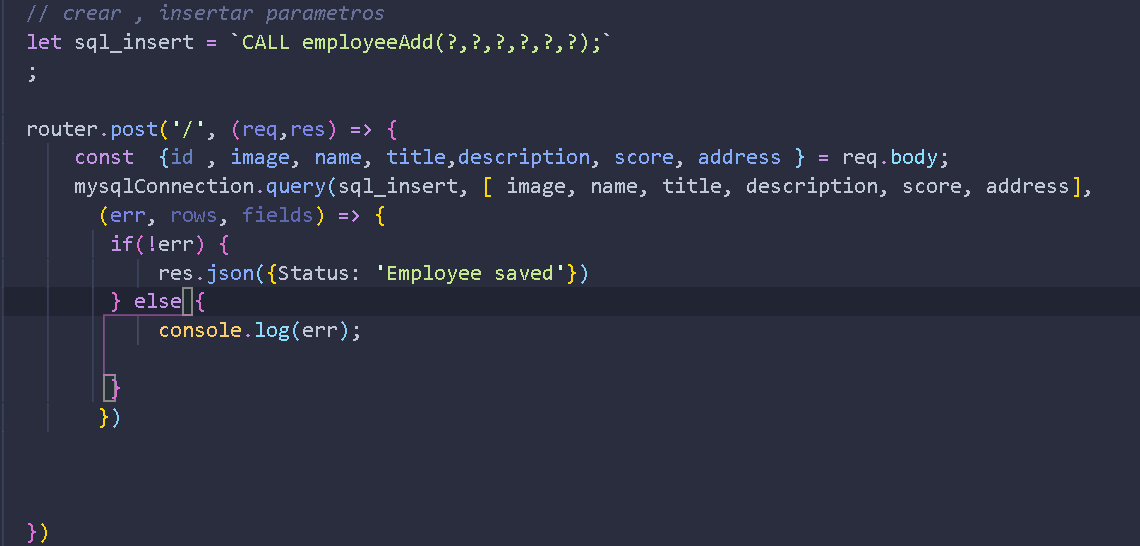 // crear , insertar parametros
let sql_insert = `CALL employeeAdd(?,?,?,?,?,?);`
;
router.post('/', (req,res) => {
const  {id , image, name, title,description, score, address } = req.body;
mysqlConnection.query(sql_insert, [ image, name, title, description, score, address],
(err, rows, fields) => {
if(!err) {
res.json({Status: 'Employee saved'})
} else {
console.log(err);
}
})
})